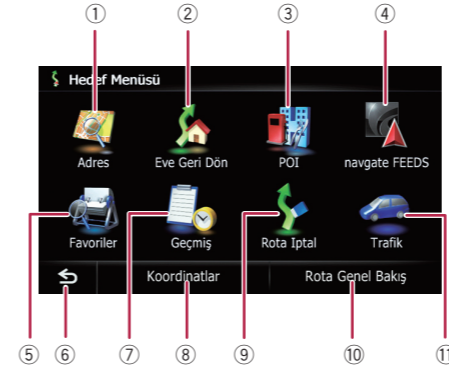 ① ② ③ ④
Hedef Menüsü
Adres Eve Geri Dön POI navgate FEEDS
Favoriler Geçmiş Rota Iptal Trafik
Koordinatlar Rota Genel Bakış
⑤ ⑥ ⑦ ⑧ ⑨ ⑩ ⑪